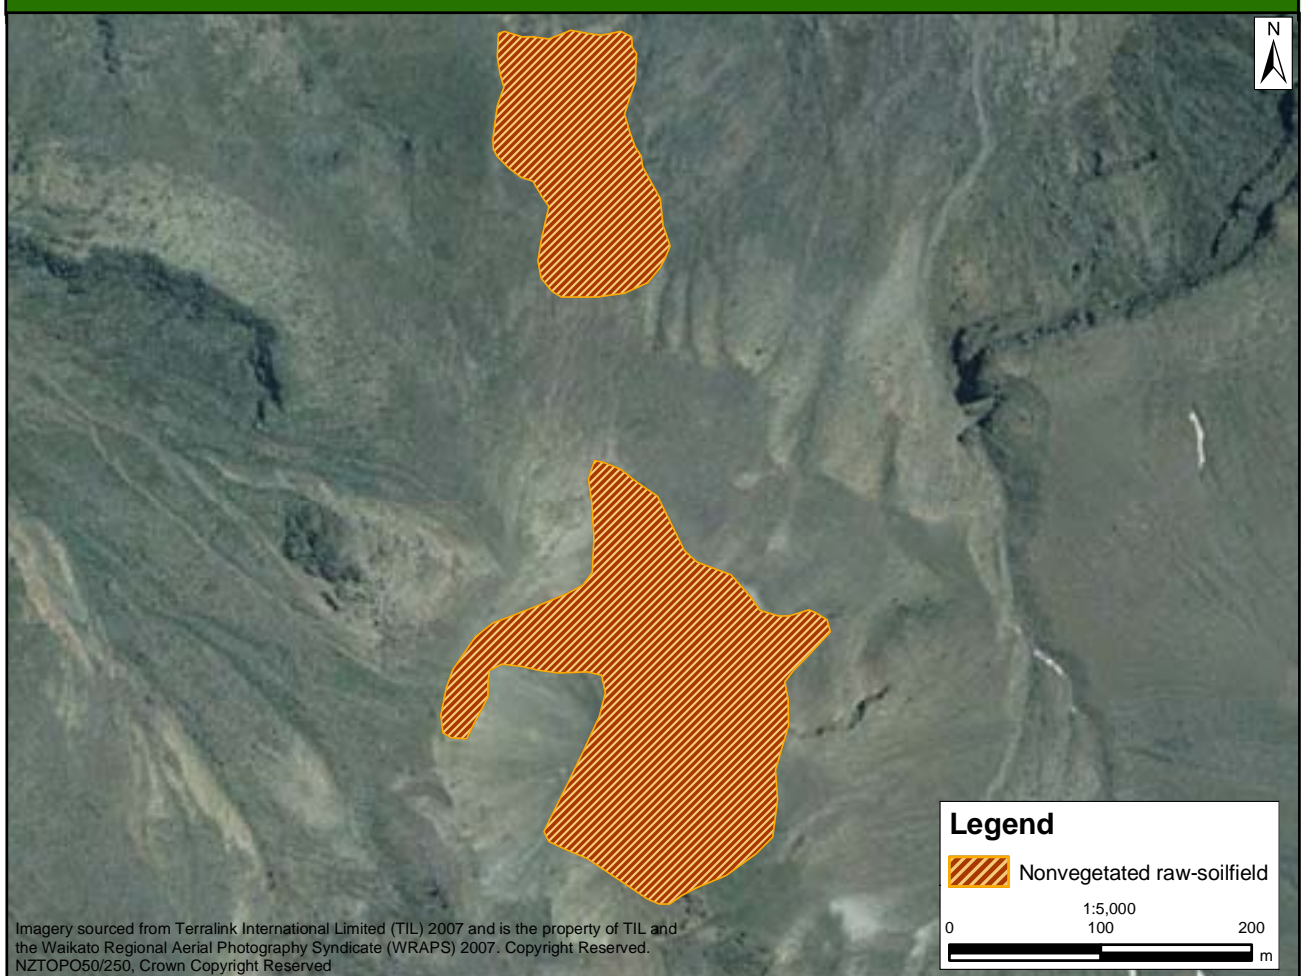 N
Legend
Nonvegetated raw-soilfield
1:5,000
0 100 200
m
Imagery sourced from Terralink International Limited (TIL) 2007 and is the property of TIL and
the Waikato Regional Aerial Photography Syndicate (WRAPS) 2007. Copyright Reserved.
NZTOPO50/250, Crown Copyright Reserved